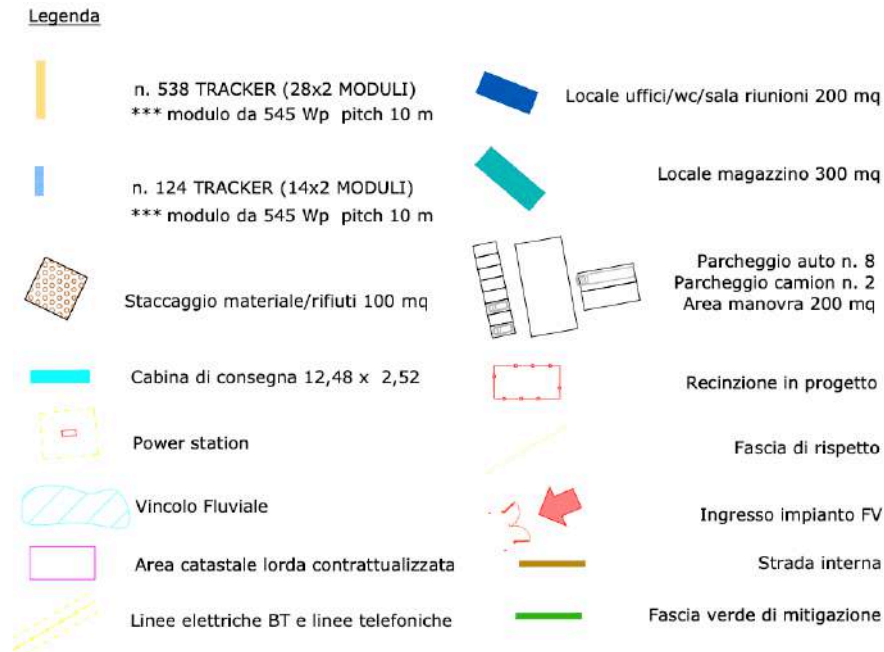 Legenda
n. 538 TRACKER (28x2 MODULI)
*** modulo da 545 Wp pitch 10 m
n. 124 TRACKER (14x2 MODULI)
*** modulo da 545 Wp pitch 10 m
Staccaggio materiale/rifiuti 100 mq
Cabina di consegna 12,48 x 2,52
Power station
Vincolo Fluviale
Area catastale lorda contrattualizzata
Linee elettriche BT e linee telefoniche
Locale uffici/wc/sala riunioni 200 mq
Locale magazzino 300 mq
Parcheggio auto n. 8
Parcheggio camion n. 2
Area manovra 200 mq
Recinzione in progetto
Fascia di rispetto
Ingresso impianto FV
Strada interna
Fascia verde di mitigazione